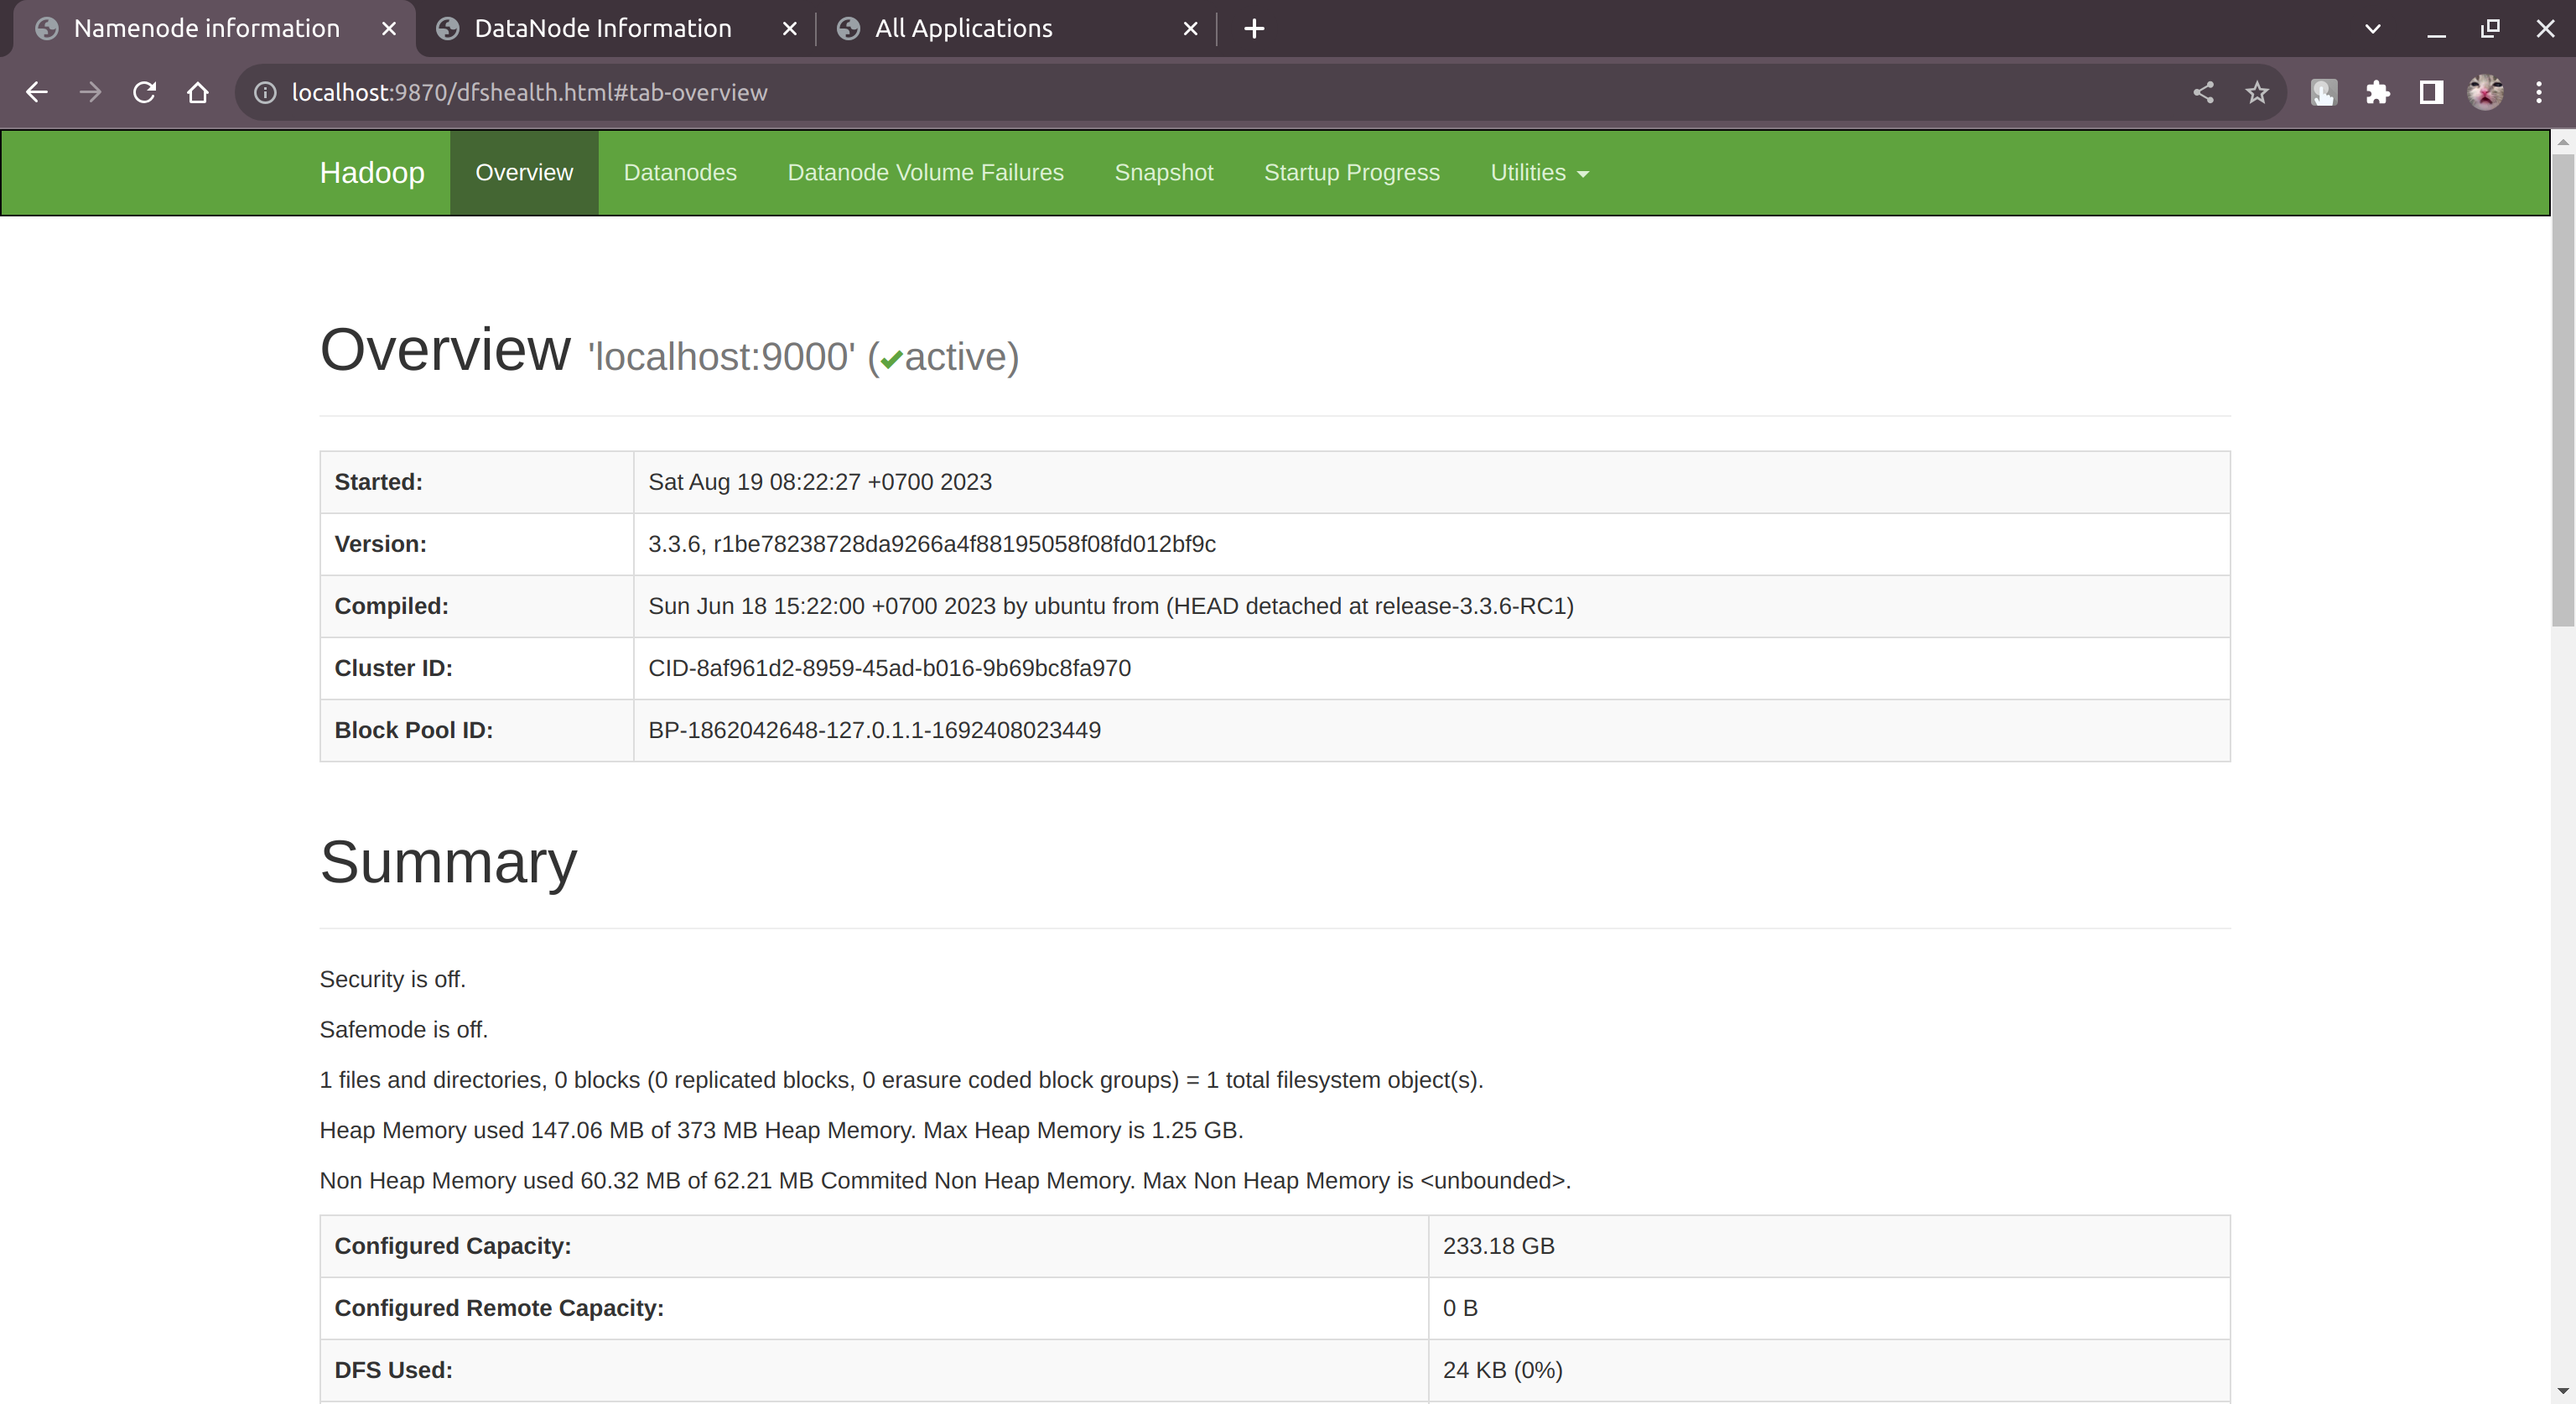 Namenode information
DataNode Information
All Applications
localhost:9870/dfshealth.html#tab-overview
Hadoop Overview Datanodes Datanode Volume Failures Snapshot Startup Progress Utilities
Overview 'localhost:9000' (✔active)
Started: Sat Aug 19 08:22:27 +0700 2023
Version: 3.3.6, r1be78238728da9266a4f88195058f08fd012bf9c
Compiled: Sun Jun 18 15:22:00 +0700 2023 by ubuntu from (HEAD detached at release-3.3.6-RC1)
Cluster ID: CID-8af961d2-8959-45ad-b016-9b69bc8fa970
Block Pool ID: BP-1862042648-127.0.1.1-1692408023449
Summary
Security is off.
Safemode is off.
1 files and directories, 0 blocks (0 replicated blocks, 0 erasure coded block groups) = 1 total filesystem object(s).
Heap Memory used 147.06 MB of 373 MB Heap Memory. Max Heap Memory is 1.25 GB.
Non Heap Memory used 60.32 MB of 62.21 MB Commited Non Heap Memory. Max Non Heap Memory is <unbounded>.
Configured Capacity: 233.18 GB
Configured Remote Capacity: 0 B
DFS Used: 24 KB (0%)